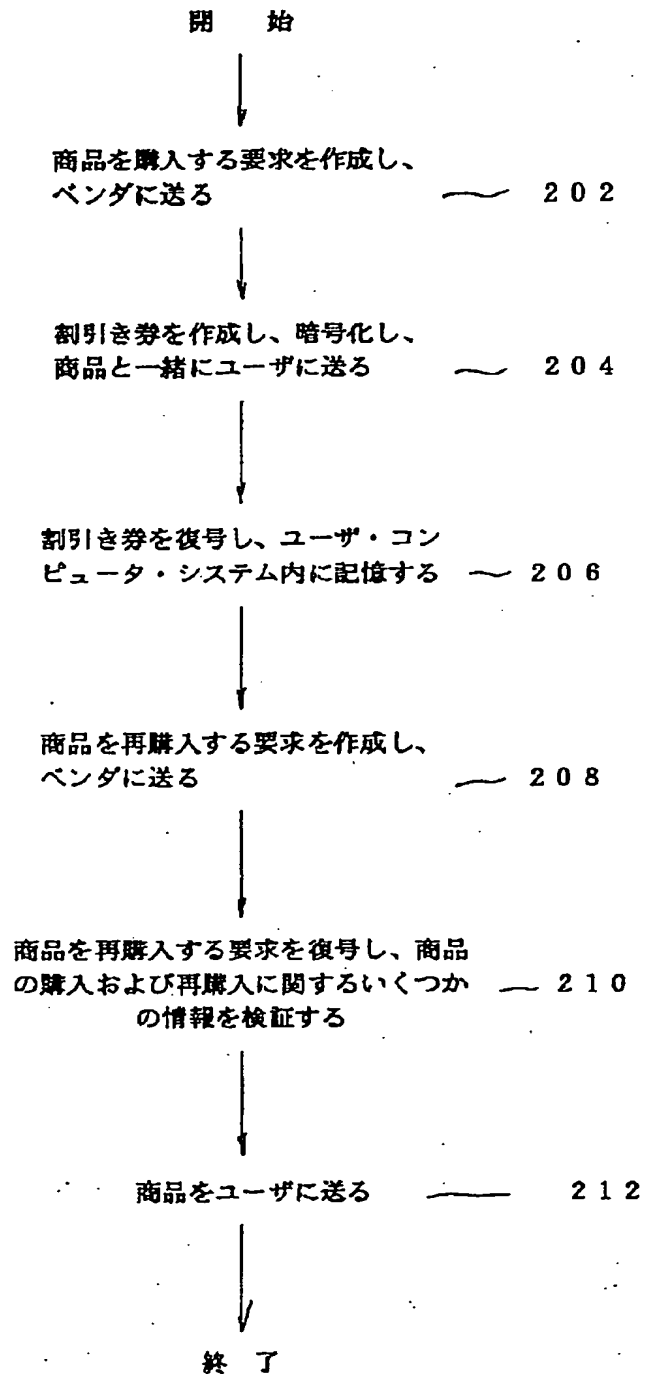 開 始
商品を購入する要求を作成し、
ベンダに送る 202
割引き券を作成し、暗号化し、
商品と一緒にユーザに送る 204
割引き券を復号し、ユーザ・コン
ピュータ・システム内に記憶する 206
商品を再購入する要求を作成し、
ベンダに送る 208
商品を再購入する要求を復号し、商品
の購入および再購入に関するいくつか 210
の情報を検証する
商品をユーザに送る 212
終 了